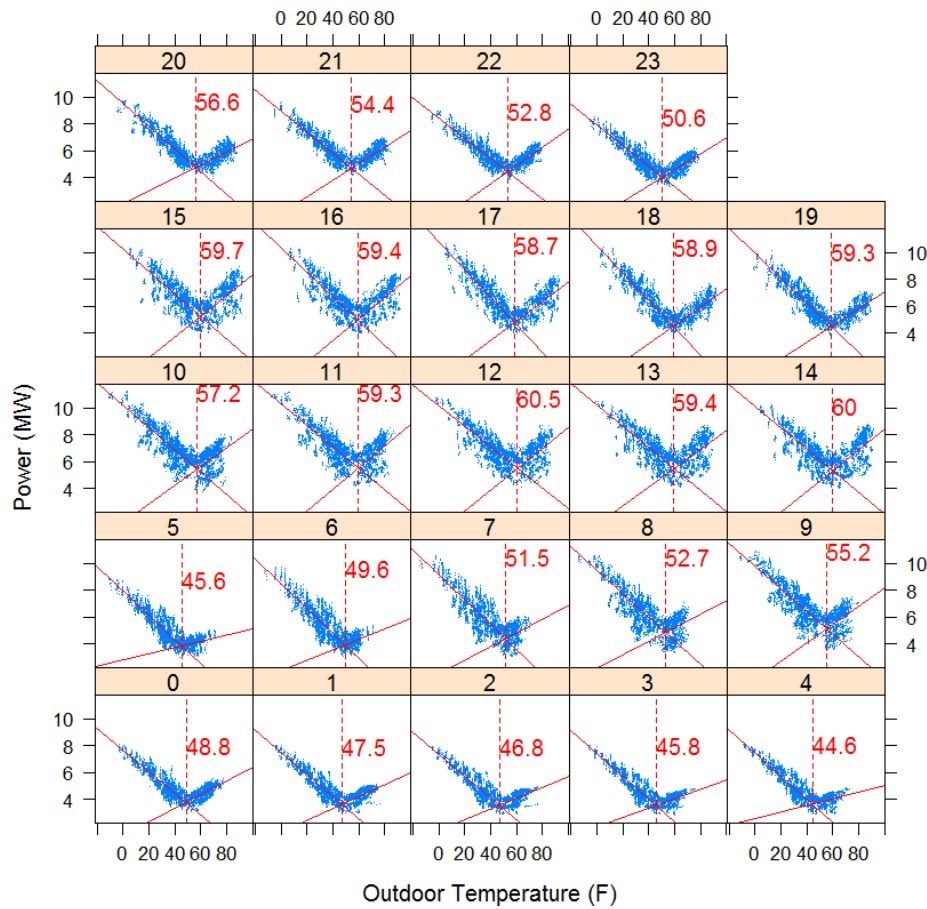 0 20 40 60 80 0 20 40 60 80
20 21 22 23
10
8
6
4
56.6 54.4 52.8 50.6
15 16 17 18 19
59.7 59.4 58.7 58.9 59.3
10
8
6
4
10 11 12 13 14
10
8
6
4
57.2 59.3 60.5 59.4 60
Power (MW)
5 6 7 8 9
45.6 49.6 51.5 52.7 55.2
10
8
6
4
0 1 2 3 4
10
8
6
4
48.8 47.5 46.8 45.8 44.6
0 20 40 60 80 0 20 40 60 80 0 20 40 60 80
Outdoor Temperature (F)